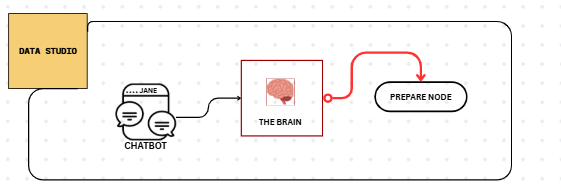 DATA STUDIO
.... JANE
CHATBOT
THE BRAIN
PREPARE NODE